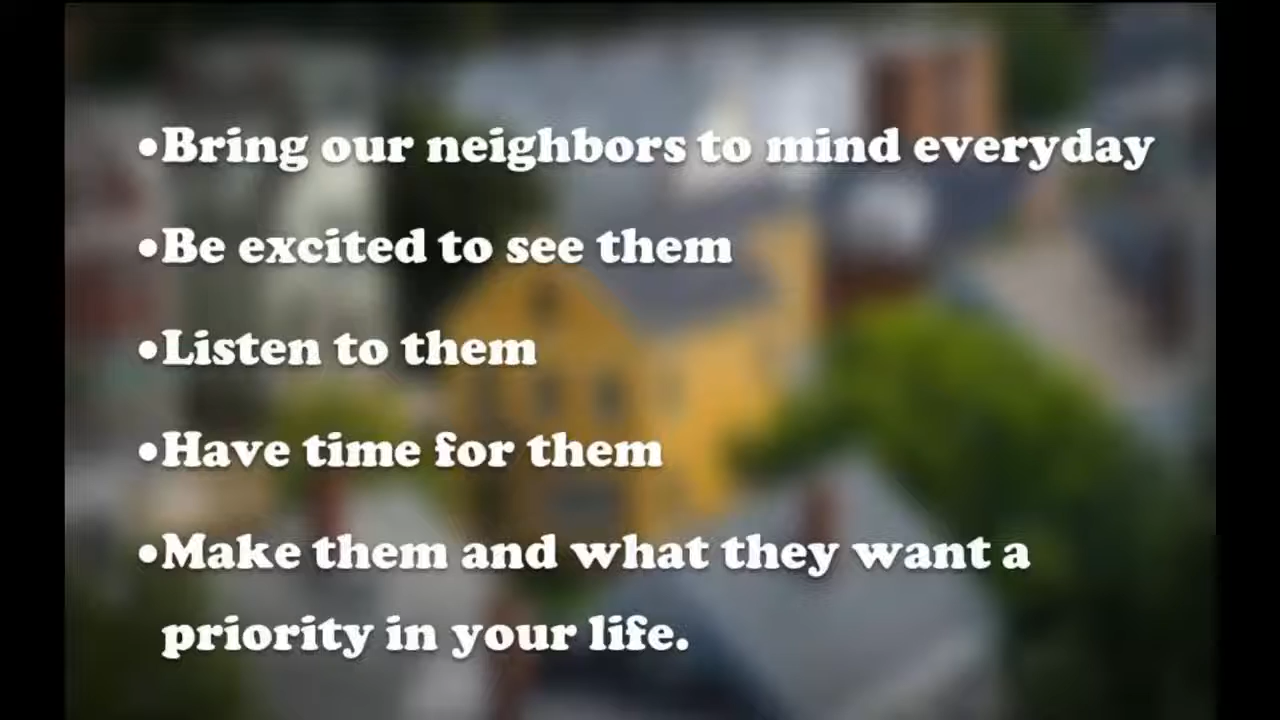 •Bring our neighbors to mind everyday
•Be excited to see them
•Listen to them
•Have time for them
•Make them and what they want a
priority in your life.